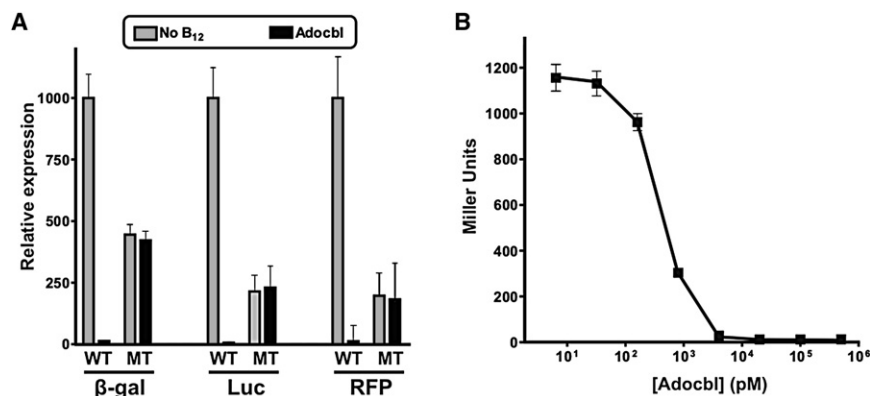 A
No B12
Adocbl
Relative expression
1000
500
250
0
WT MT WT MT WT MT
β-gal Luc RFP
B
Miller Units
1200
1000
800
600
400
200
0
10¹ 10² 10³ 10⁴ 10⁵ 10⁶
[Adocbl] (pM)